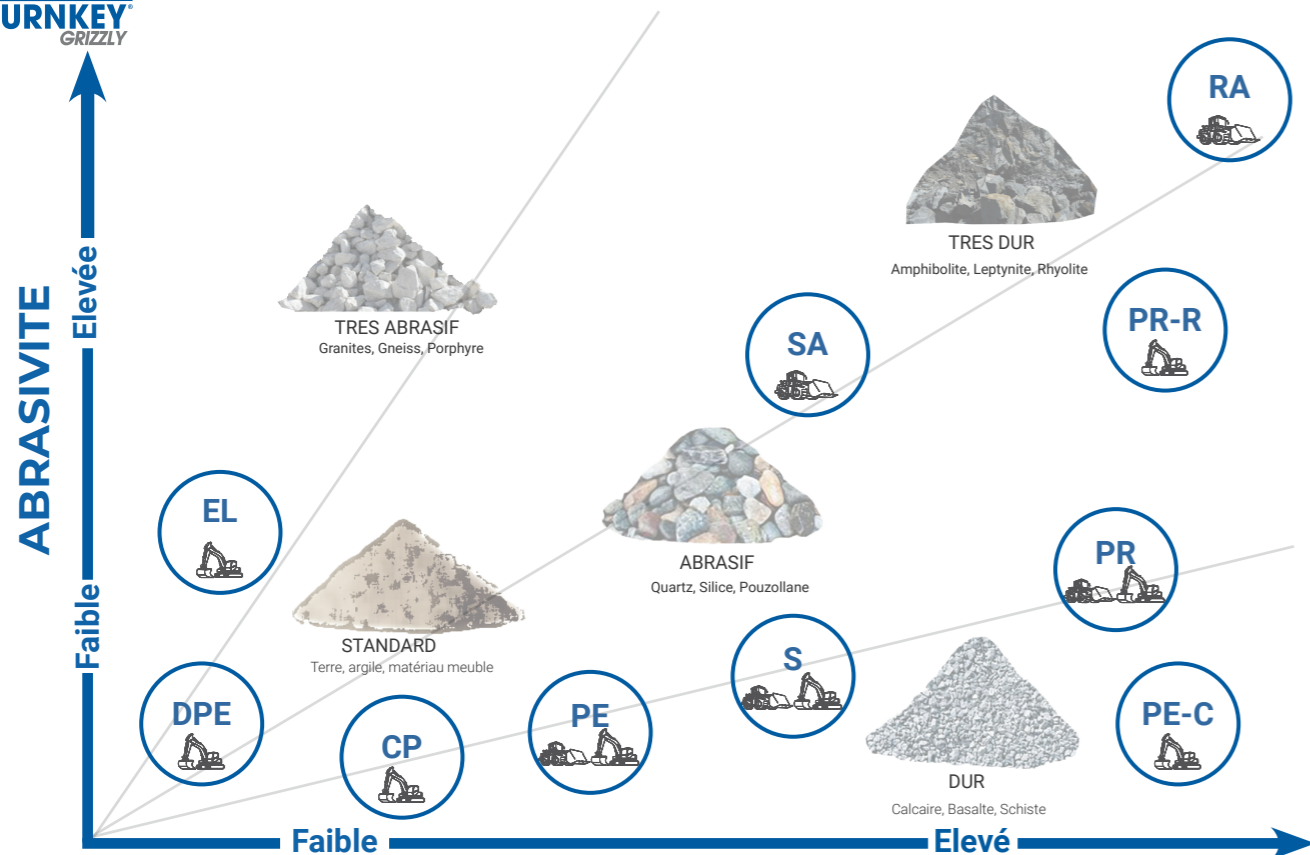 URNKEY®
GRIZZLY
RA
TRES DUR
Amphibolite, Leptynite, Rhyolite
Elevée
TRES ABRASIF
Granites, Gneiss, Porphyre
PR-R
SA
ABRASIVITE
EL
ABRASIF
Quartz, Silice, Pouzollane
PR
Faible
STANDARD
Terre, argile, matériau meuble
S
DPE
CP
PE
PE-C
DUR
Calcaire, Basalte, Schiste
Faible
Elevé